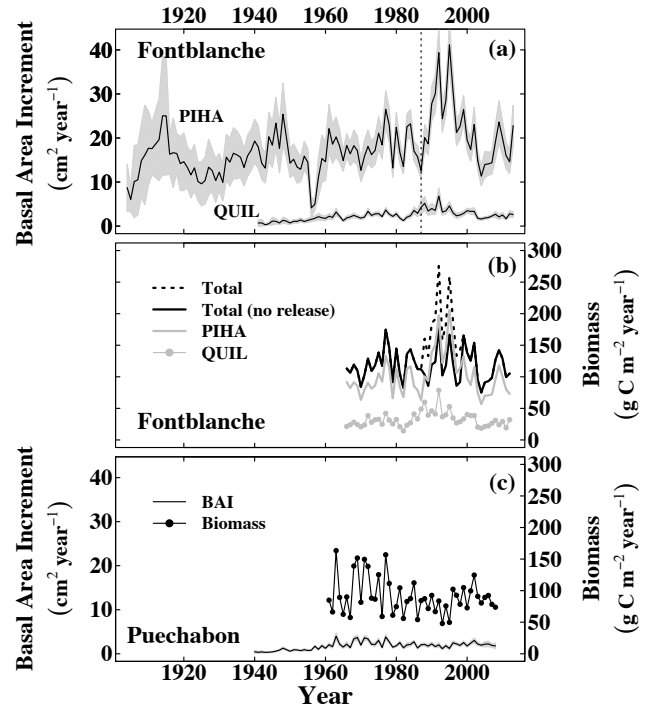 1920 1940 1960 1980 2000
Fontblanche (a)
40
30
20
10
0
PIHA
QUIL
Basal Area Increment
(cm² year⁻¹)
(b)
Total
Total (no release)
PIHA
QUIL
Fontblanche
300
250
200
150
100
50
0
Biomass
(g C m⁻² year⁻¹)
(c)
40
30
20
10
0
BAI
Biomass
Puechabon
Basal Area Increment
(cm² year⁻¹)
300
250
200
150
100
50
0
Biomass
(g C m⁻² year⁻¹)
1920 1940 1960 1980 2000
Year